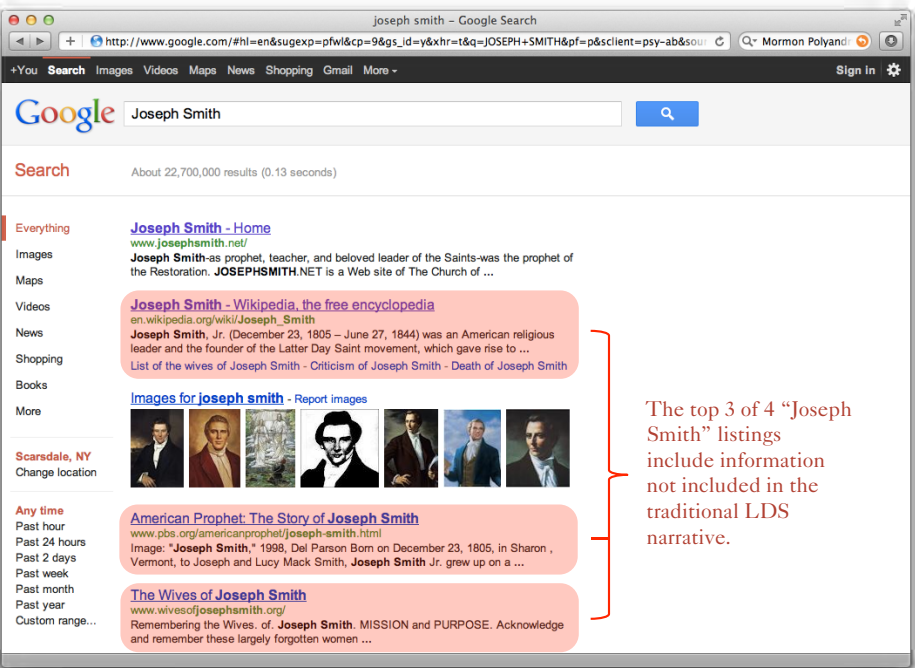 joseph smith – Google Search
http://www.google.com/#hl=en&sugexp=pfwl&cp=9&gs_id=y&xhr=t&q=JOSEPH+SMITH&pf=p&sclient=psy-ab&sour
Mormon Polyand
+You Search Images Videos Maps News Shopping Gmail More
Sign in
Google
Joseph Smith
Search
About 22,700,000 results (0.13 seconds)
Everything
Images
Maps
Videos
News
Shopping
Books
More
Scarsdale, NY
Change location
Any time
Past hour
Past 24 hours
Past 2 days
Past week
Past month
Past year
Custom range...
Joseph Smith - Home
www.josephsmith.net/
Joseph Smith-as prophet, teacher, and beloved leader of the Saints-was the prophet of
the Restoration. JOSEPHSMITH.NET is a Web site of The Church of ...
Joseph Smith - Wikipedia, the free encyclopedia
en.wikipedia.org/wiki/Joseph_Smith
Joseph Smith, Jr. (December 23, 1805 – June 27, 1844) was an American religious
leader and the founder of the Latter Day Saint movement, which gave rise to ...
List of the wives of Joseph Smith - Criticism of Joseph Smith - Death of Joseph Smith
Images for joseph smith - Report images
American Prophet: The Story of Joseph Smith
www.pbs.org/americanprophet/joseph-smith.html
Image: "Joseph Smith," 1998, Del Parson Born on December 23, 1805, in Sharon ,
Vermont, to Joseph and Lucy Mack Smith, Joseph Smith Jr. grew up on a ...
The Wives of Joseph Smith
www.wivesofjosephsmith.org/
Remembering the Wives. of. Joseph Smith. MISSION and PURPOSE. Acknowledge
and remember these largely forgotten women ...
The top 3 of 4 “Joseph
Smith” listings
include information
not included in the
traditional LDS
narrative.